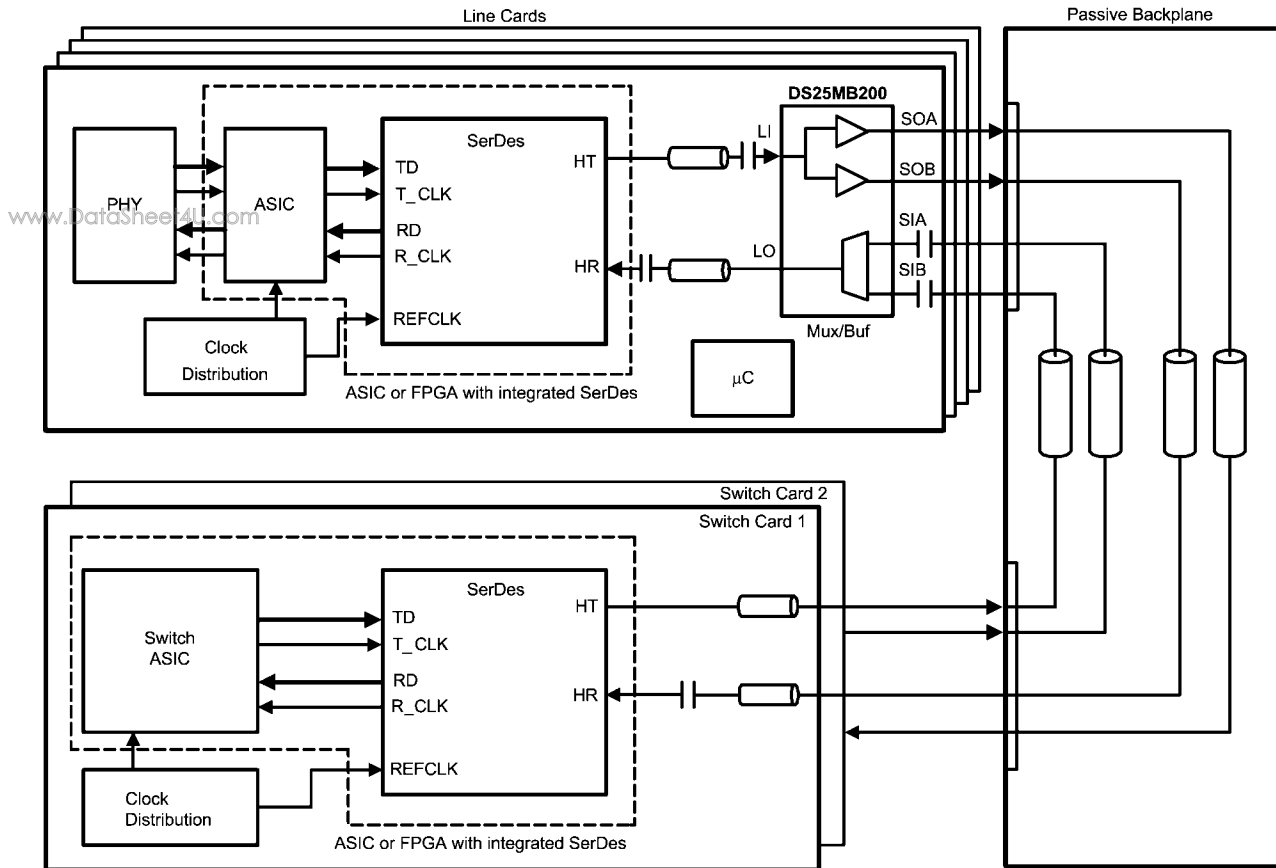 Line Cards
Passive Backplane
DS25MB200
SOA
SerDes
LI
HT
TD
SOB
T_CLK
PHY
ASIC
www.DataSheet4U.com
SIA
RD
LO
R_CLK
HR
SIB
REFCLK
Mux/Buf
Clock
Distribution
μC
ASIC or FPGA with integrated SerDes
Switch Card 2
Switch Card 1
SerDes
HT
TD
Switch
ASIC
T_CLK
RD
HR
R_CLK
REFCLK
Clock
Distribution
ASIC or FPGA with integrated SerDes